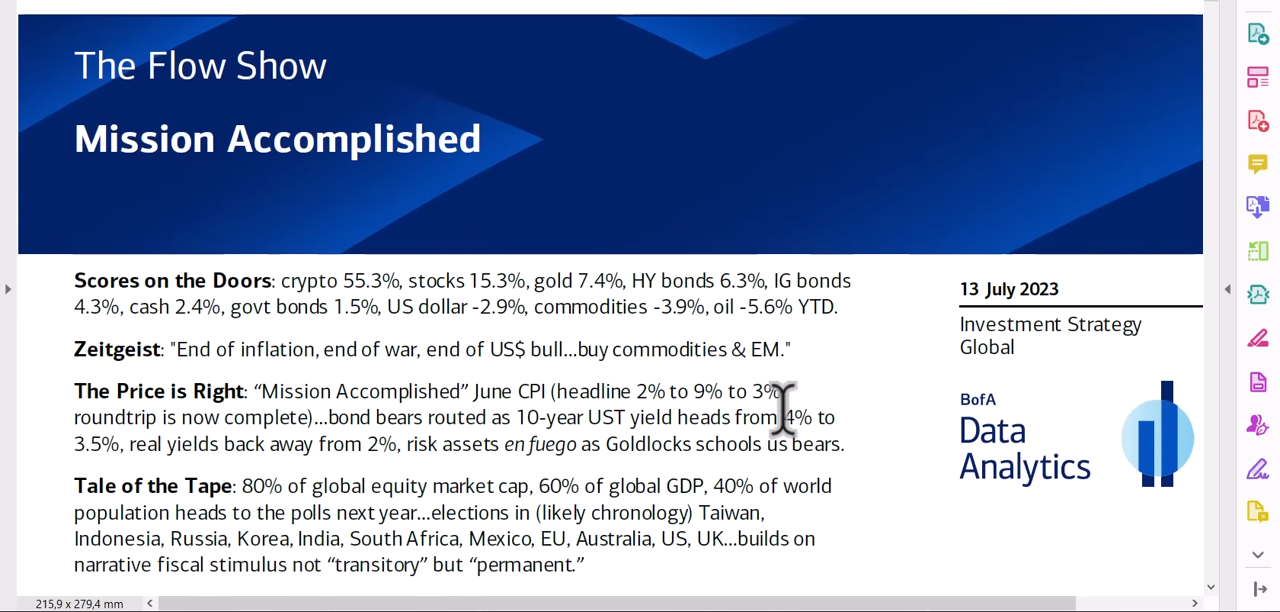 The Flow Show
Mission Accomplished
Scores on the Doors: crypto 55.3%, stocks 15.3%, gold 7.4%, HY bonds 6.3%, IG bonds
4.3%, cash 2.4%, govt bonds 1.5%, US dollar -2.9%, commodities -3.9%, oil -5.6% YTD.
Zeitgeist: "End of inflation, end of war, end of US$ bull...buy commodities & EM."
The Price is Right: “Mission Accomplished” June CPI (headline 2% to 9% to 3%
roundtrip is now complete)...bond bears routed as 10-year UST yield heads from 4% to
3.5%, real yields back away from 2%, risk assets en fuego as Goldlocks schools us bears.
Tale of the Tape: 80% of global equity market cap, 60% of global GDP, 40% of world
population heads to the polls next year...elections in (likely chronology) Taiwan,
Indonesia, Russia, Korea, India, South Africa, Mexico, EU, Australia, US, UK...builds on
narrative fiscal stimulus not “transitory” but “permanent.”
13 July 2023
Investment Strategy
Global
BofA
Data
Analytics
215,9 x 279,4 mm